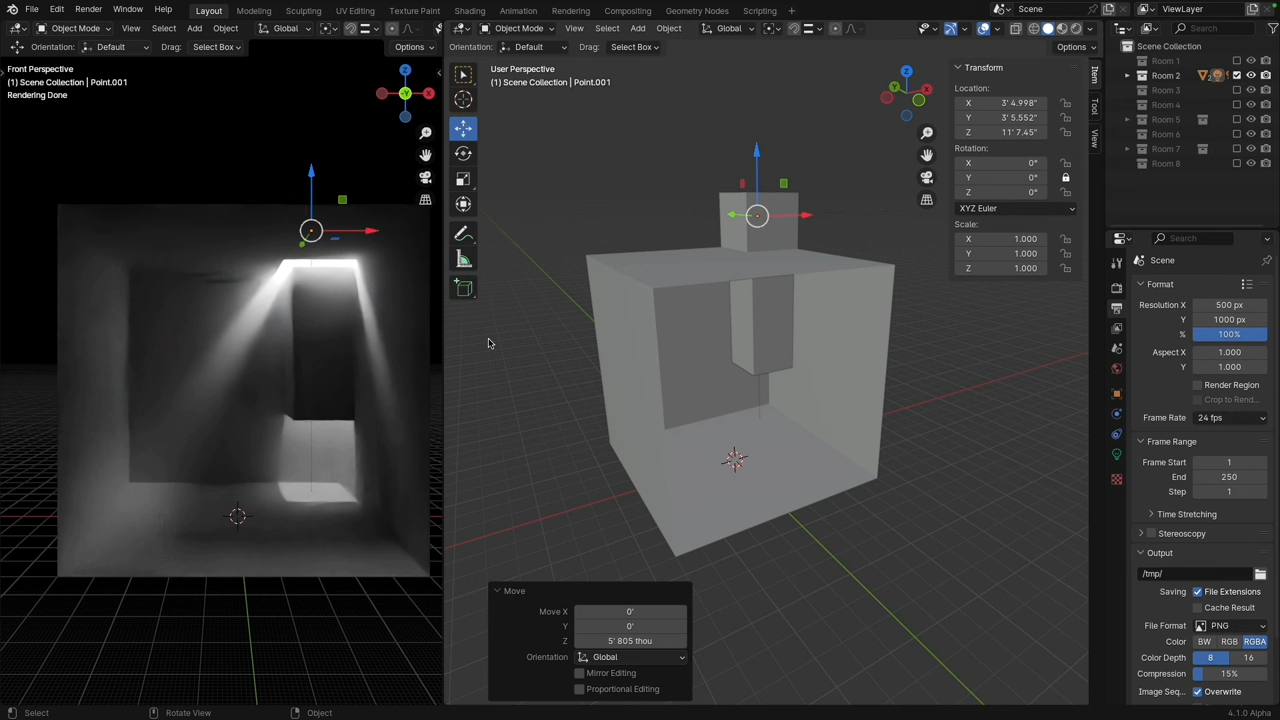 File Edit Render Window Help Layout Modeling Sculpting UV Editing Texture Paint Shading Animation Rendering Compositing Geometry Nodes Scripting Scene ViewLayer
Object Mode View Select Add Object Global
Object Mode View Select Add Object Global
Search
Orientation: Default Drag: Select Box Options
Orientation: Default Drag: Select Box Options
Front Perspective
(1) Scene Collection | Point.001
Rendering Done
User Perspective
(1) Scene Collection | Point.001
Z
X
-Y
Z
X
Y
Transform
Location:
X 3' 4.998"
Y 3' 5.552"
Z 11' 7.45"
Rotation:
X 0°
Y 0°
Z 0°
XYZ Euler
Scale:
X 1.000
Y 1.000
Z 1.000
Item
Tool
View
Scene Collection
Room 1
Room 2
Room 3
Room 4
Room 5
Room 6
Room 7
Room 8
Search
Scene
Format
Resolution X 500 px
Y 1000 px
% 100%
Aspect X 1.000
Y 1.000
Render Region
Crop to Rend...
Frame Rate 24 fps
Frame Range
Frame Start 1
End 250
Step 1
Time Stretching
Stereoscopy
Output
/tmp/
Saving File Extensions
Cache Result
File Format PNG
Color BW RGB RGBA
Color Depth 8 16
Compression 15%
Image Seq... Overwrite
Move
Move X 0'
Y 0'
Z 5' 805 thou
Orientation Global
Mirror Editing
Proportional Editing
Select Rotate View Object 4.1.0 Alpha